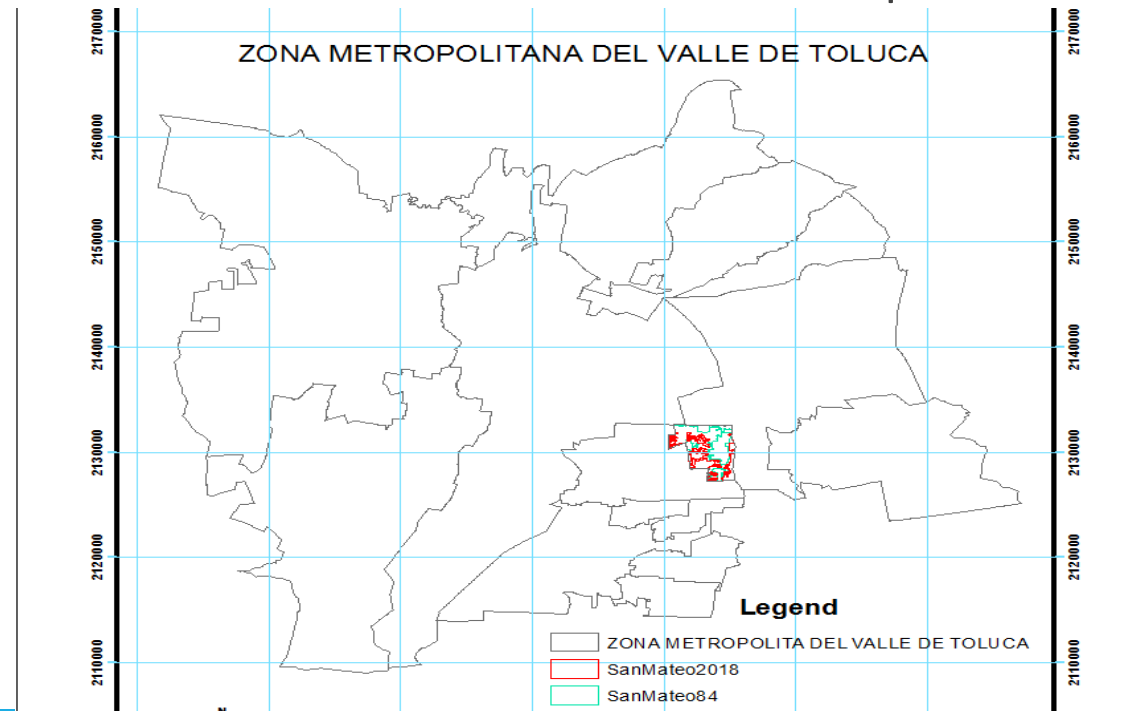 ZONA METROPOLITANA DEL VALLE DE TOLUCA
2170000
2170000
2160000
2160000
2150000
2150000
2140000
2140000
2130000
2130000
2120000
2120000
2110000
2110000
Legend
ZONA METROPOLITA DEL VALLE DE TOLUCA
SanMateo2018
SanMateo84